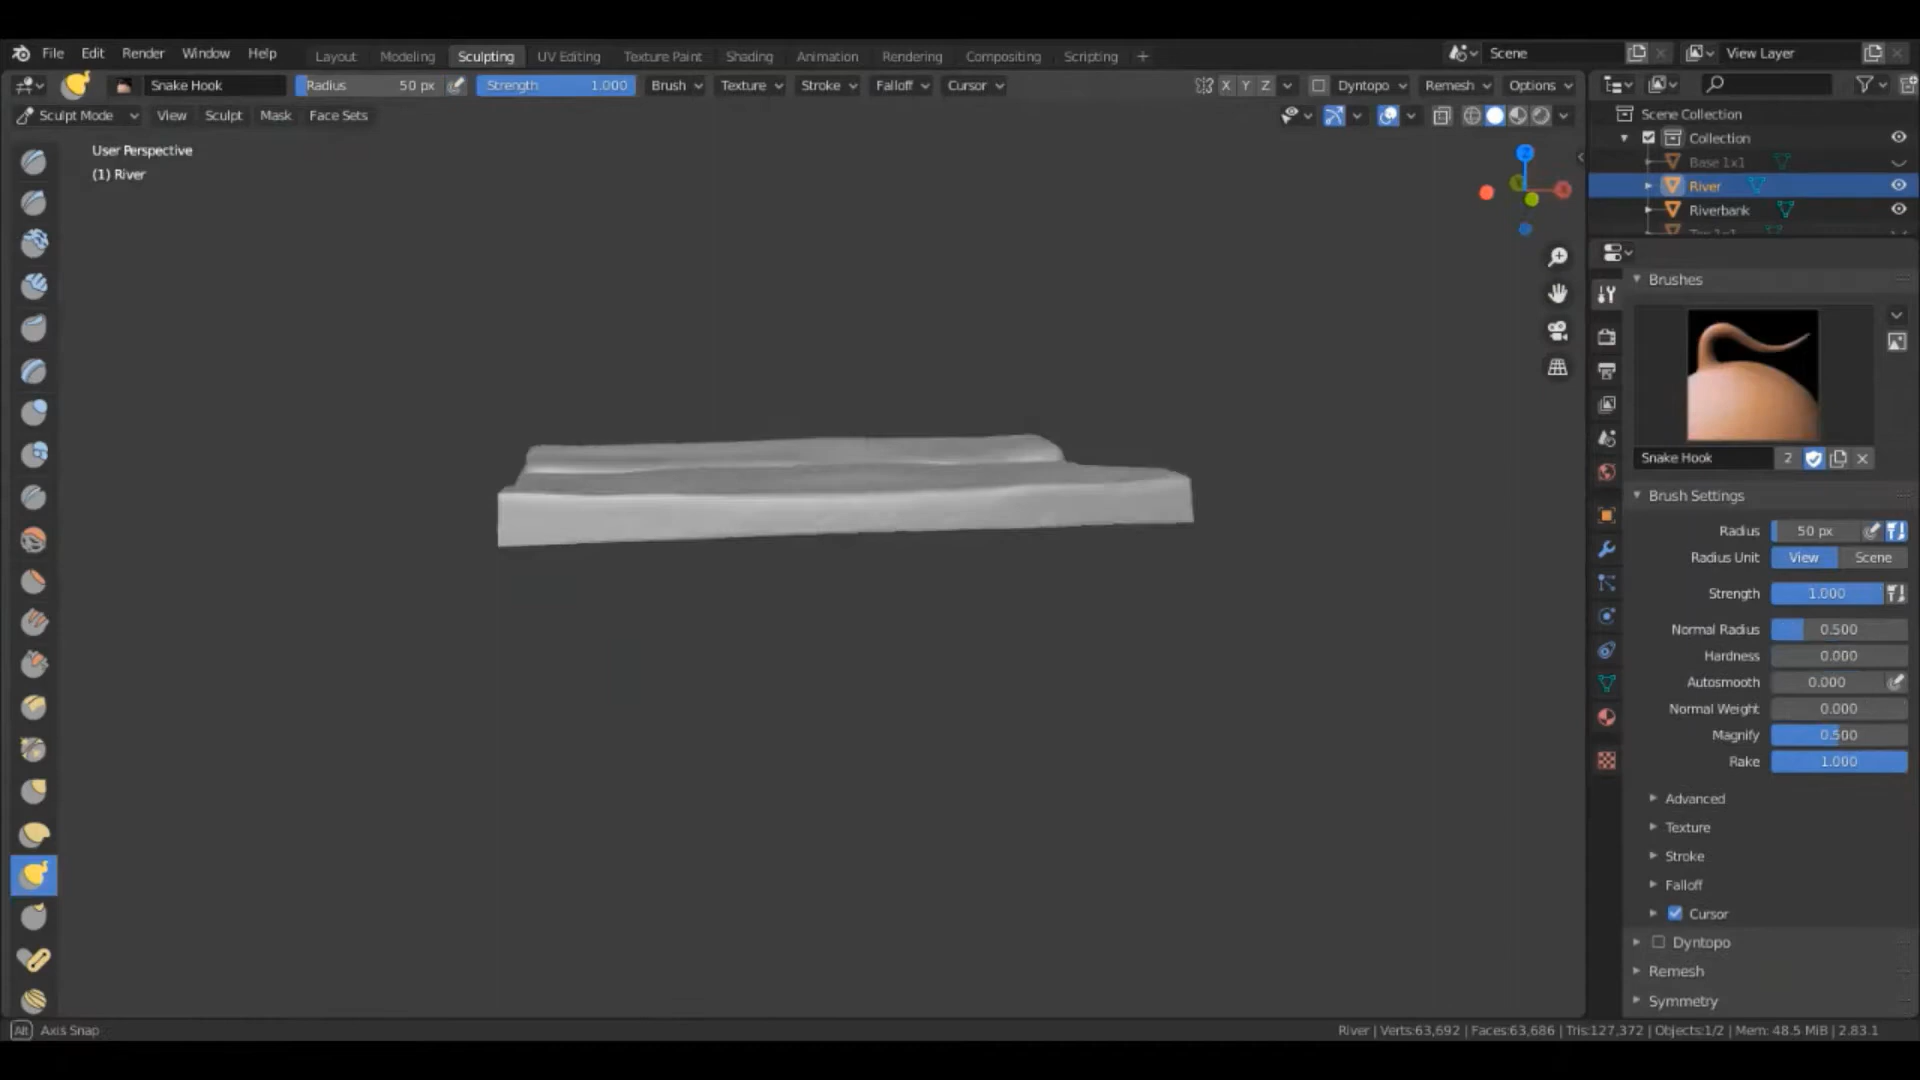 File Edit Render Window Help Layout Modeling Sculpting UV Editing Texture Paint Shading Animation Rendering Compositing Scripting + Scene View Layer
Snake Hook Radius 50 px Strength 1.000 Brush Texture Stroke Falloff Cursor X Y Z Dyntopo Remesh Options
Sculpt Mode View Sculpt Mask Face Sets
User Perspective
(1) River
Z
Scene Collection
Collection
Base 1x1
River
Riverbank
Brushes
Snake Hook 2
Brush Settings
Radius 50 px
Radius Unit View Scene
Strength 1.000
Normal Radius 0.500
Hardness 0.000
Autosmooth 0.000
Normal Weight 0.000
Magnify 0.500
Rake 1.000
Advanced
Texture
Stroke
Falloff
Cursor
Dyntopo
Remesh
Symmetry
Alt Axis Snap
River | Verts:63,692 | Faces:63,686 | Tris:127,372 | Objects:1/2 | Mem: 48.5 MiB | 2.83.1